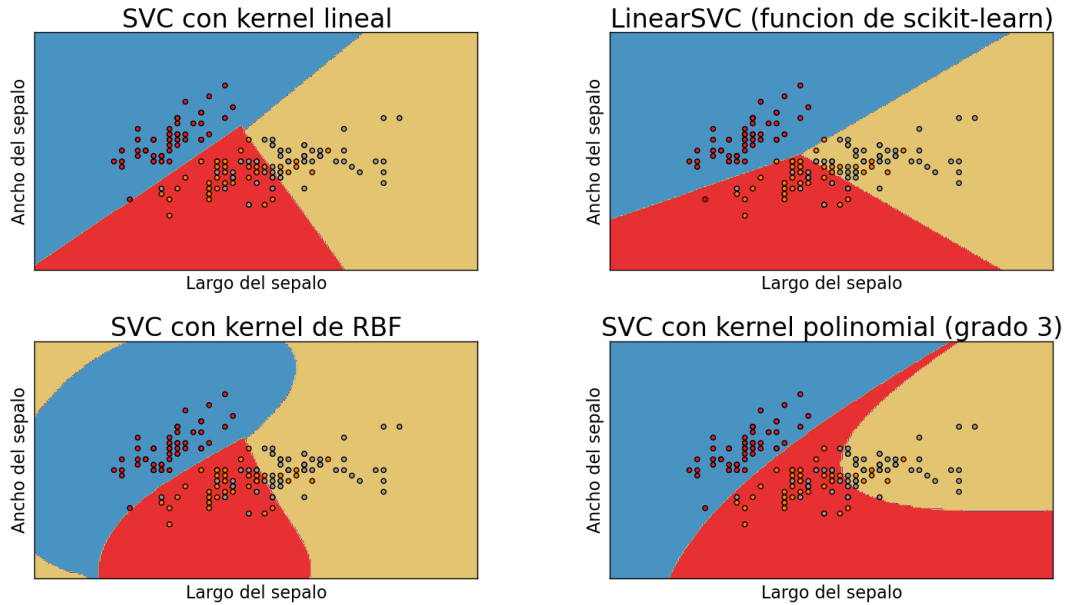 SVC con kernel lineal
LinearSVC (funcion de scikit-learn)
Ancho del sepalo
Ancho del sepalo
Largo del sepalo
Largo del sepalo
SVC con kernel de RBF
SVC con kernel polinomial (grado 3)
Ancho del sepalo
Ancho del sepalo
Largo del sepalo
Largo del sepalo